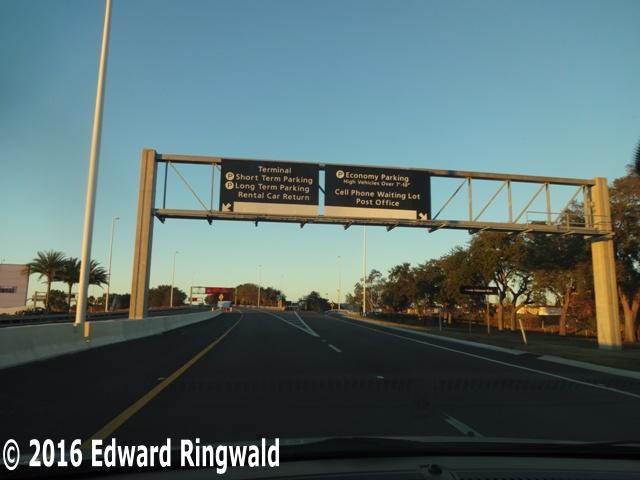 Terminal
P Short Term Parking
P Long Term Parking
Rental Car Return
P Economy Parking
High Vehicles Over 7'-10"
Cell Phone Waiting Lot
Post Office
© 2016 Edward Ringwald